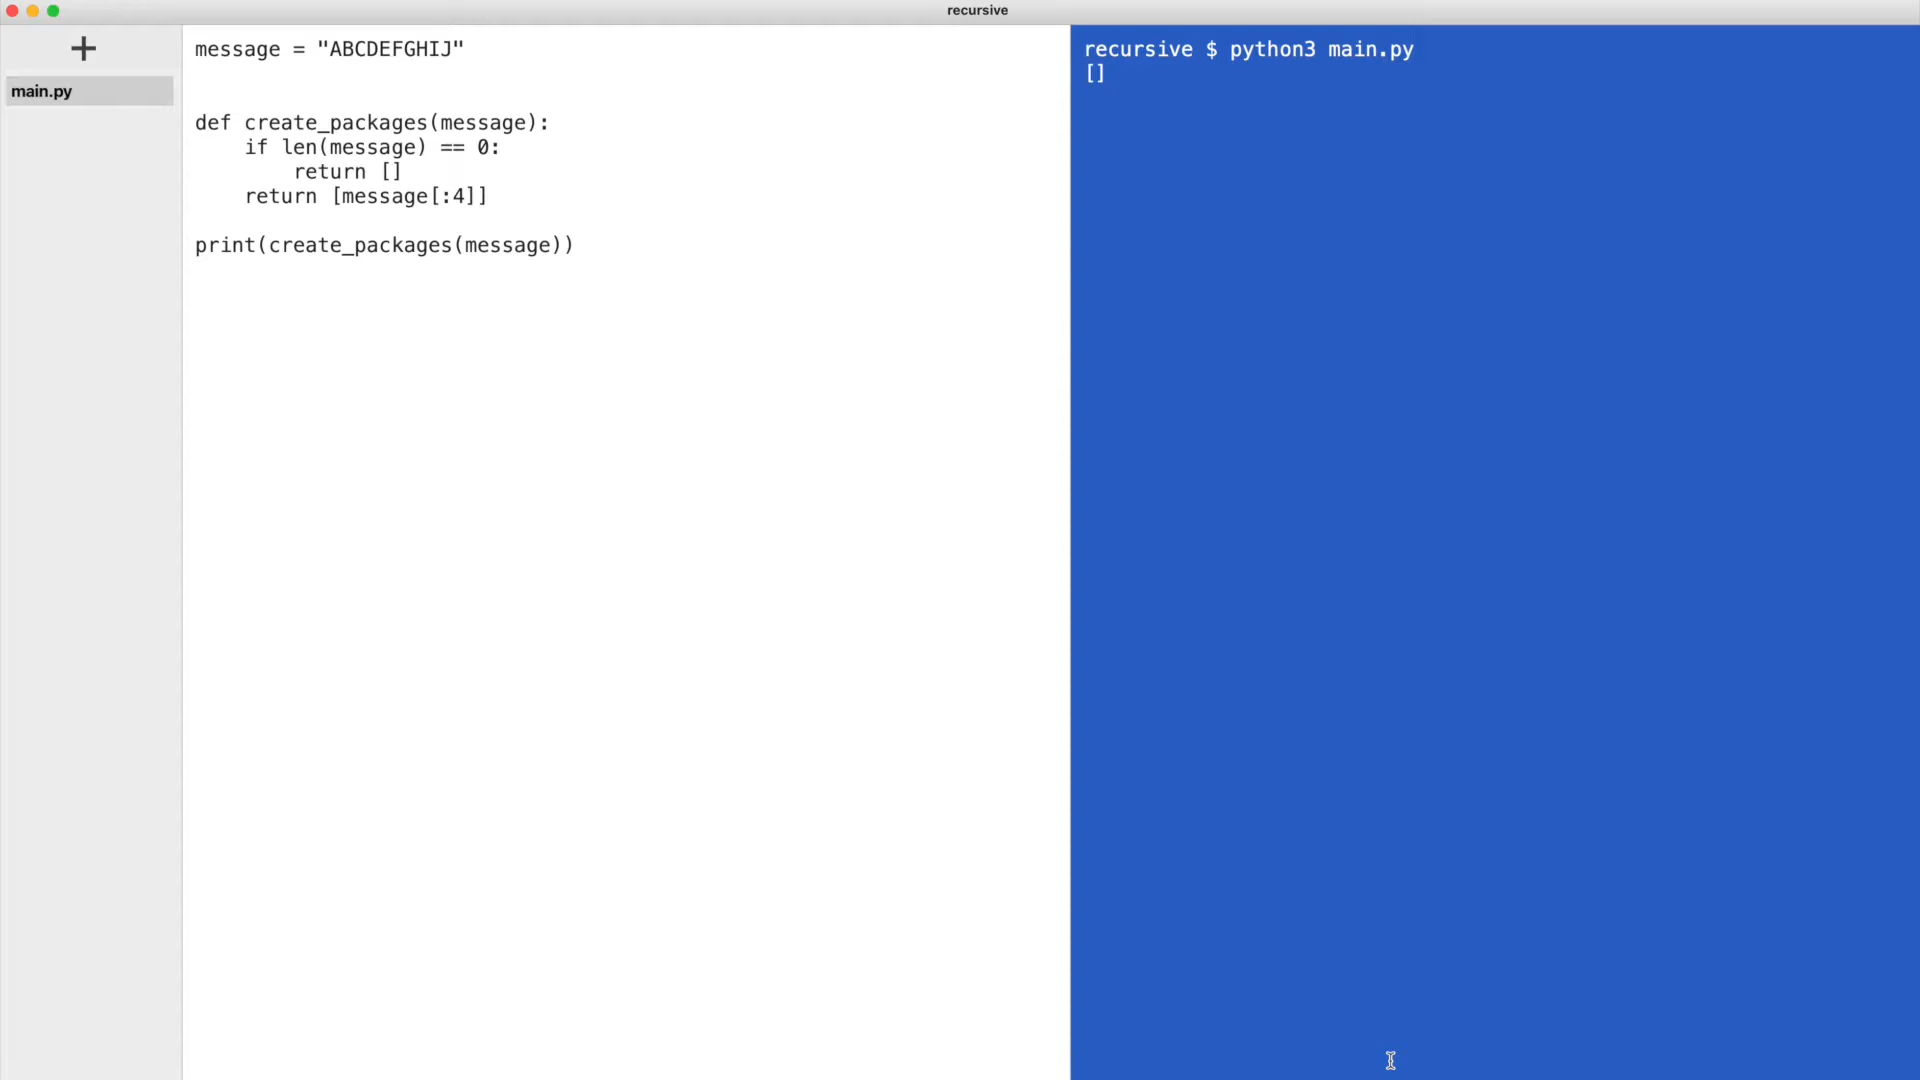 recursive
main.py
message = "ABCDEFGHIJ"
def create_packages(message):
    if len(message) == 0:
        return []
    return [message[:4]]
print(create_packages(message))
recursive $ python3 main.py
[]